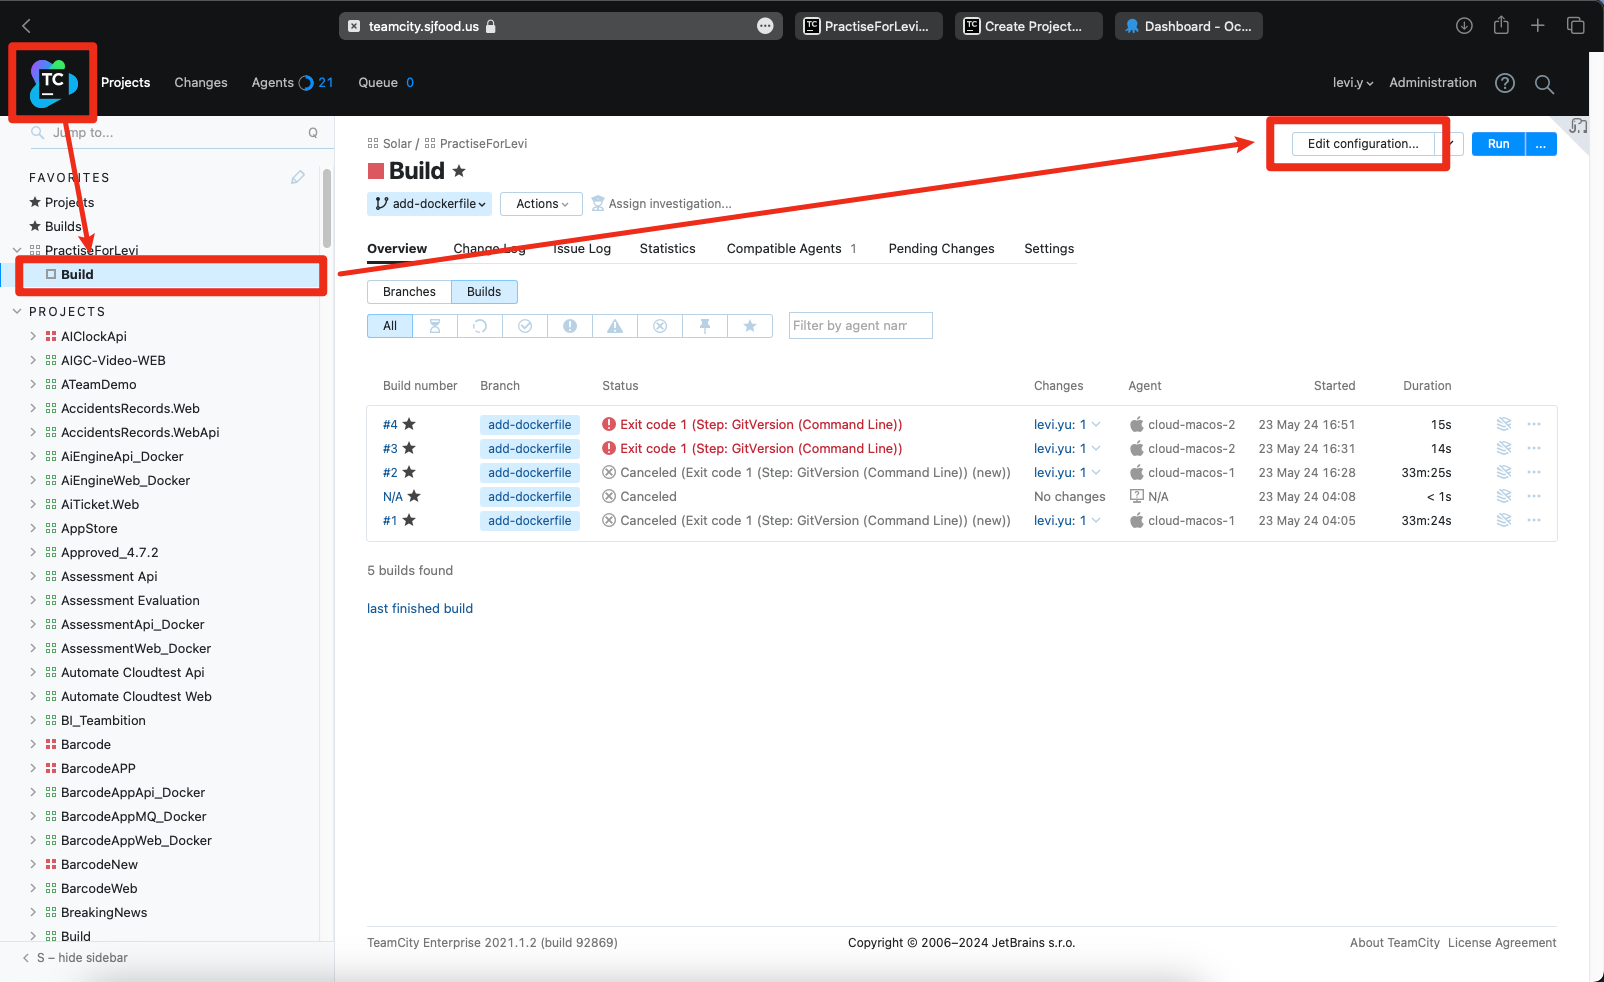 teamcity.sjfood.us
PractiseForLevi...
Create Project...
Dashboard - Oc...
TC
Projects
Changes
Agents 21
Queue 0
levi.y
Administration
Jump to...
Q
FAVORITES
Projects
Builds
PractiseForLevi
Build
PROJECTS
AIClockApi
AIGC-Video-WEB
ATeamDemo
AccidentsRecords.Web
AccidentsRecords.WebApi
AiEngineApi_Docker
AiEngineWeb_Docker
AiTicket.Web
AppStore
Approved_4.7.2
Assessment Api
Assessment Evaluation
AssessmentApi_Docker
AssessmentWeb_Docker
Automate Cloudtest Api
Automate Cloudtest Web
BI_Teambition
Barcode
BarcodeAPP
BarcodeAppApi_Docker
BarcodeAppMQ_Docker
BarcodeAppWeb_Docker
BarcodeNew
BarcodeWeb
BreakingNews
Build
S – hide sidebar
Solar / PractiseForLevi
Build
Edit configuration...
Run
...
add-dockerfile
Actions
Assign investigation...
Overview
Change Log
Issue Log
Statistics
Compatible Agents 1
Pending Changes
Settings
Branches
Builds
All
Filter by agent nam
Build number Branch Status Changes Agent Started Duration
#4 add-dockerfile Exit code 1 (Step: GitVersion (Command Line)) levi.yu: 1 cloud-macos-2 23 May 24 16:51 15s
#3 add-dockerfile Exit code 1 (Step: GitVersion (Command Line)) levi.yu: 1 cloud-macos-2 23 May 24 16:31 14s
#2 add-dockerfile Canceled (Exit code 1 (Step: GitVersion (Command Line)) (new)) levi.yu: 1 cloud-macos-1 23 May 24 16:28 33m:25s
N/A add-dockerfile Canceled No changes N/A 23 May 24 04:08 < 1s
#1 add-dockerfile Canceled (Exit code 1 (Step: GitVersion (Command Line)) (new)) levi.yu: 1 cloud-macos-1 23 May 24 04:05 33m:24s
5 builds found
last finished build
TeamCity Enterprise 2021.1.2 (build 92869)
Copyright © 2006–2024 JetBrains s.r.o.
About TeamCity License Agreement